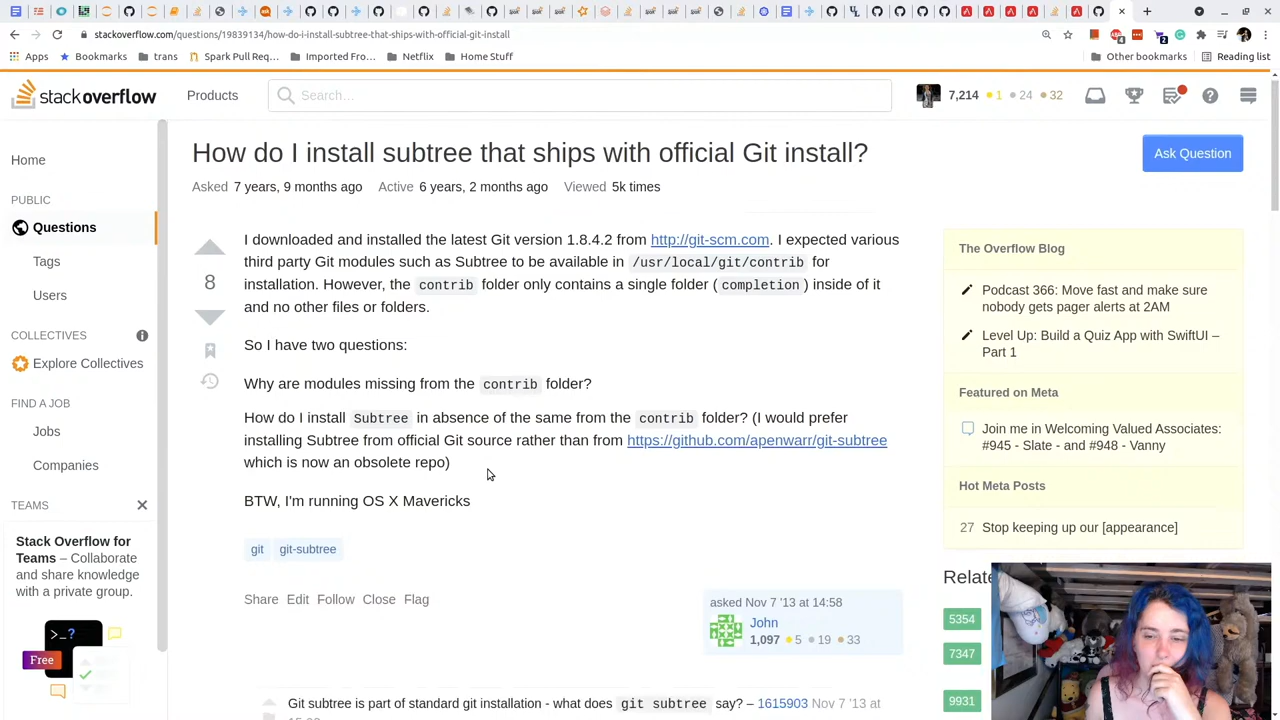 stackoverflow.com/questions/19839134/how-do-i-install-subtree-that-ships-with-official-git-install
4
2
Apps
Bookmarks
trans
Spark Pull Req...
Imported Fro...
Netflix
Home Stuff
Other bookmarks
Reading list
stackoverflow
Products
Search...
7,214 1 24 32
How do I install subtree that ships with official Git install?
Ask Question
Asked 7 years, 9 months ago Active 6 years, 2 months ago Viewed 5k times
Home
PUBLIC
Questions
Tags
Users
COLLECTIVES
Explore Collectives
FIND A JOB
Jobs
Companies
TEAMS
Stack Overflow for
Teams – Collaborate
and share knowledge
with a private group.
>_?
Free
8
I downloaded and installed the latest Git version 1.8.4.2 from http://git-scm.com. I expected various
third party Git modules such as Subtree to be available in /usr/local/git/contrib for
installation. However, the contrib folder only contains a single folder ( completion ) inside of it
and no other files or folders.
So I have two questions:
Why are modules missing from the contrib folder?
How do I install Subtree in absence of the same from the contrib folder? (I would prefer
installing Subtree from official Git source rather than from https://github.com/apenwarr/git-subtree
which is now an obsolete repo)
BTW, I'm running OS X Mavericks
git git-subtree
Share Edit Follow Close Flag
asked Nov 7 '13 at 14:58
John
1,097 5 19 33
Git subtree is part of standard git installation - what does git subtree say? – 1615903 Nov 7 '13 at
The Overflow Blog
Podcast 366: Move fast and make sure
nobody gets pager alerts at 2AM
Level Up: Build a Quiz App with SwiftUI –
Part 1
Featured on Meta
Join me in Welcoming Valued Associates:
#945 - Slate - and #948 - Vanny
Hot Meta Posts
27 Stop keeping up our [appearance]
5354
7347
9931